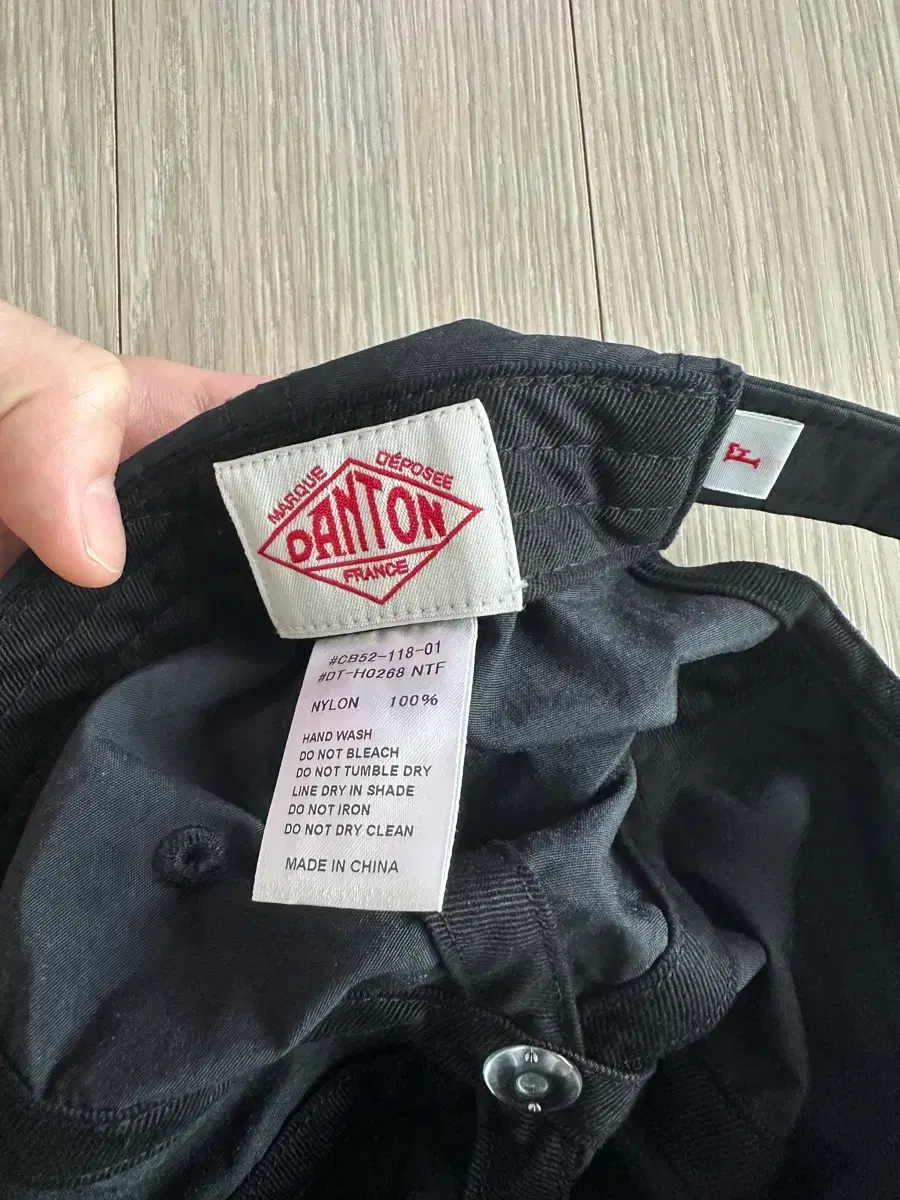 MARQUE DÉPOSÉE
DANTON
FRANCE
F
#CB52-118-01
#DT-H0268 NTF
NYLON 100%
HAND WASH
DO NOT BLEACH
DO NOT TUMBLE DRY
LINE DRY IN SHADE
DO NOT IRON
DO NOT DRY CLEAN
MADE IN CHINA